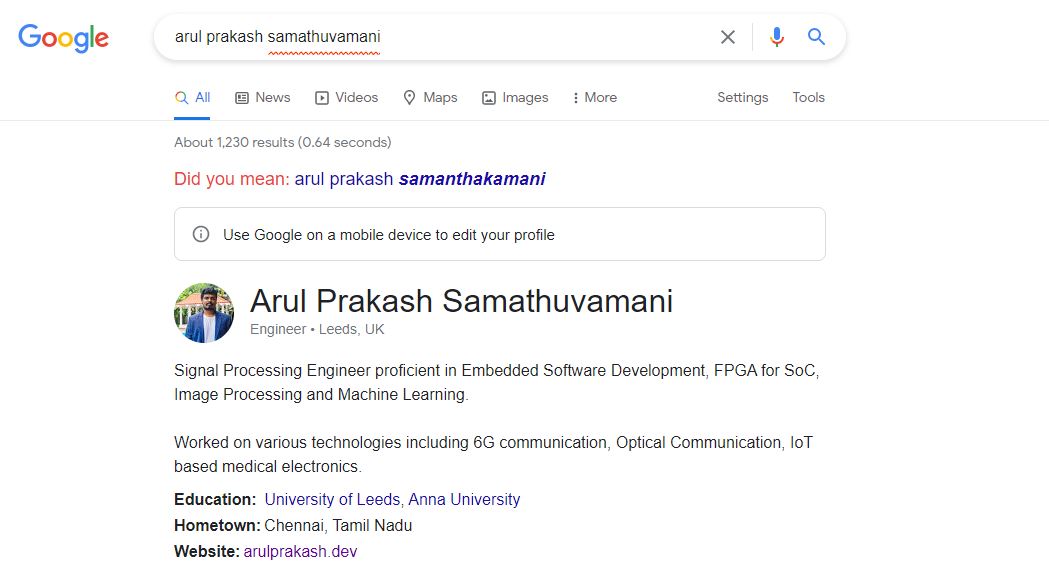 Google
arul prakash samathuvamani
All News Videos Maps Images More Settings Tools
About 1,230 results (0.64 seconds)
Did you mean: arul prakash samanthakamani
Use Google on a mobile device to edit your profile
Arul Prakash Samathuvamani
Engineer • Leeds, UK
Signal Processing Engineer proficient in Embedded Software Development, FPGA for SoC,
Image Processing and Machine Learning.
Worked on various technologies including 6G communication, Optical Communication, IoT
based medical electronics.
Education: University of Leeds, Anna University
Hometown: Chennai, Tamil Nadu
Website: arulprakash.dev